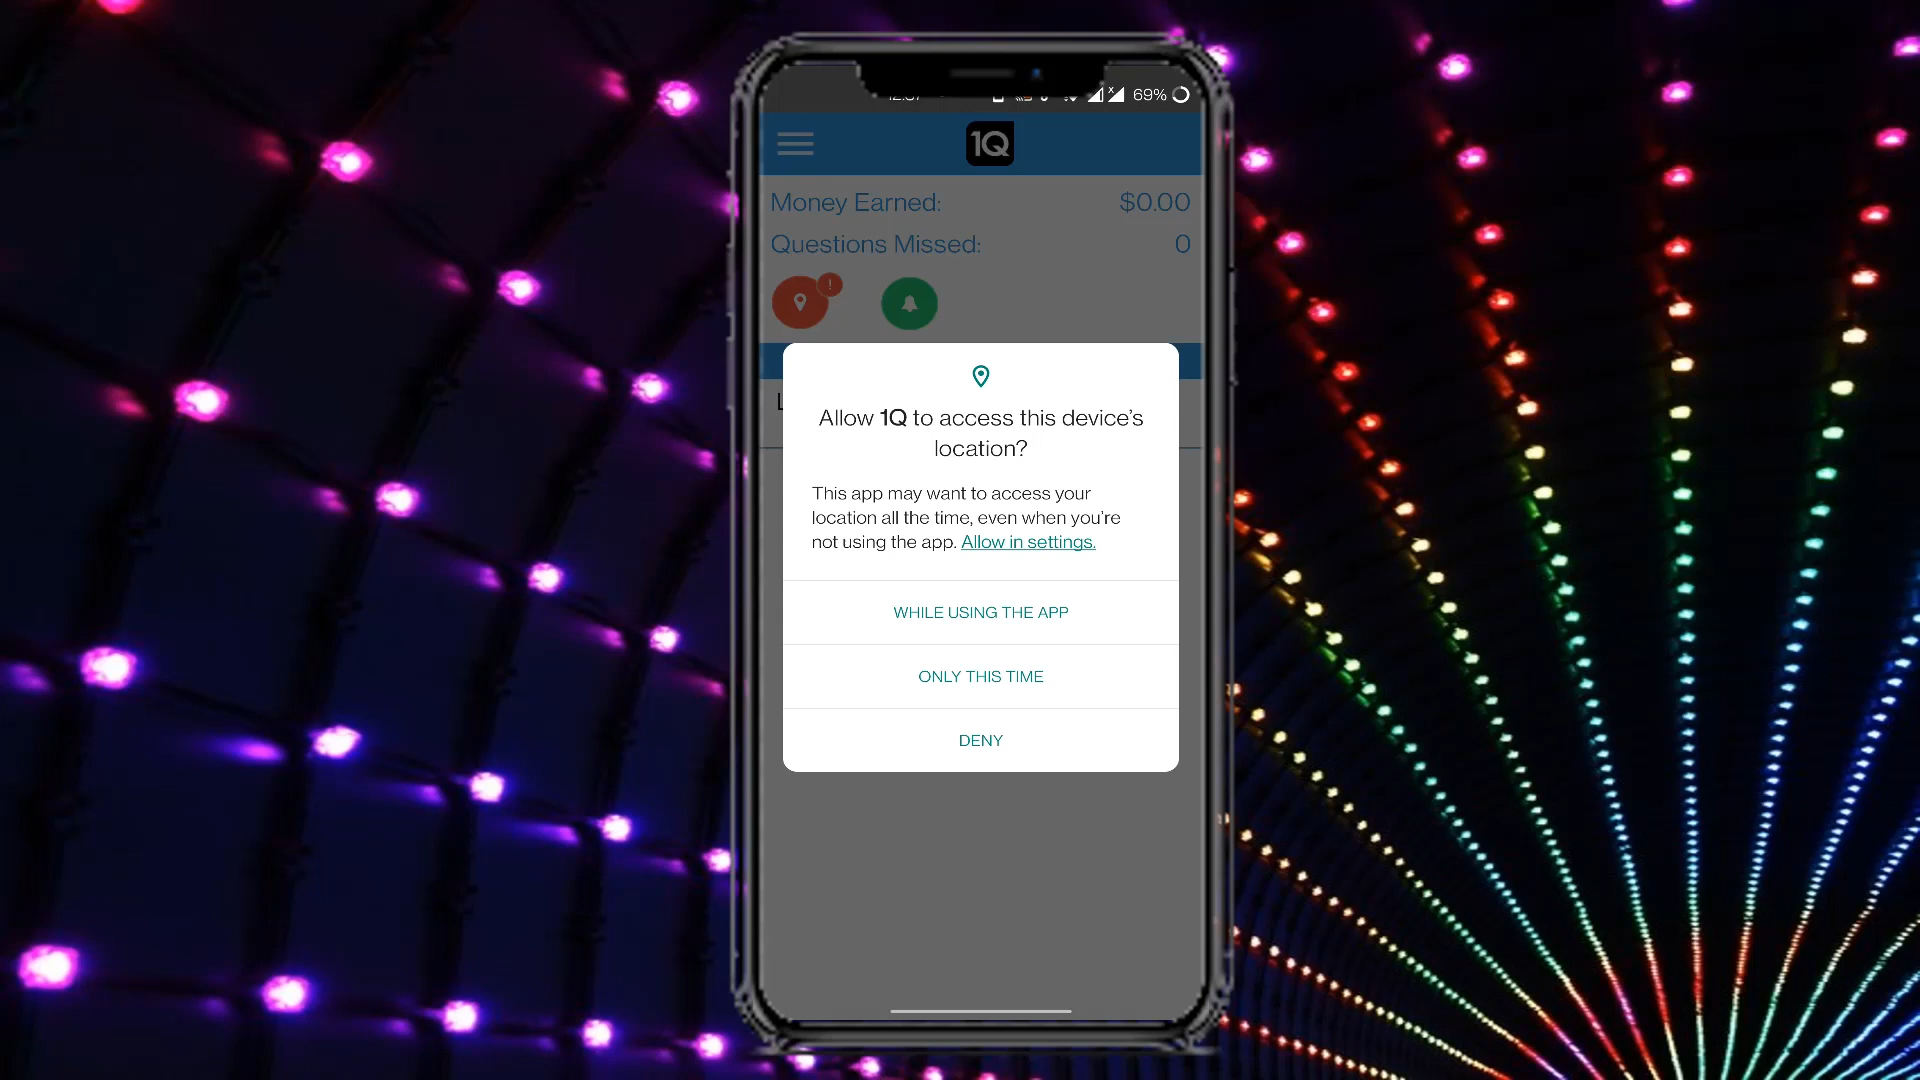 69%
1Q
Money Earned: $0.00
Questions Missed: 0
!
Allow 1Q to access this device's
location?
This app may want to access your
location all the time, even when you're
not using the app. Allow in settings.
WHILE USING THE APP
ONLY THIS TIME
DENY